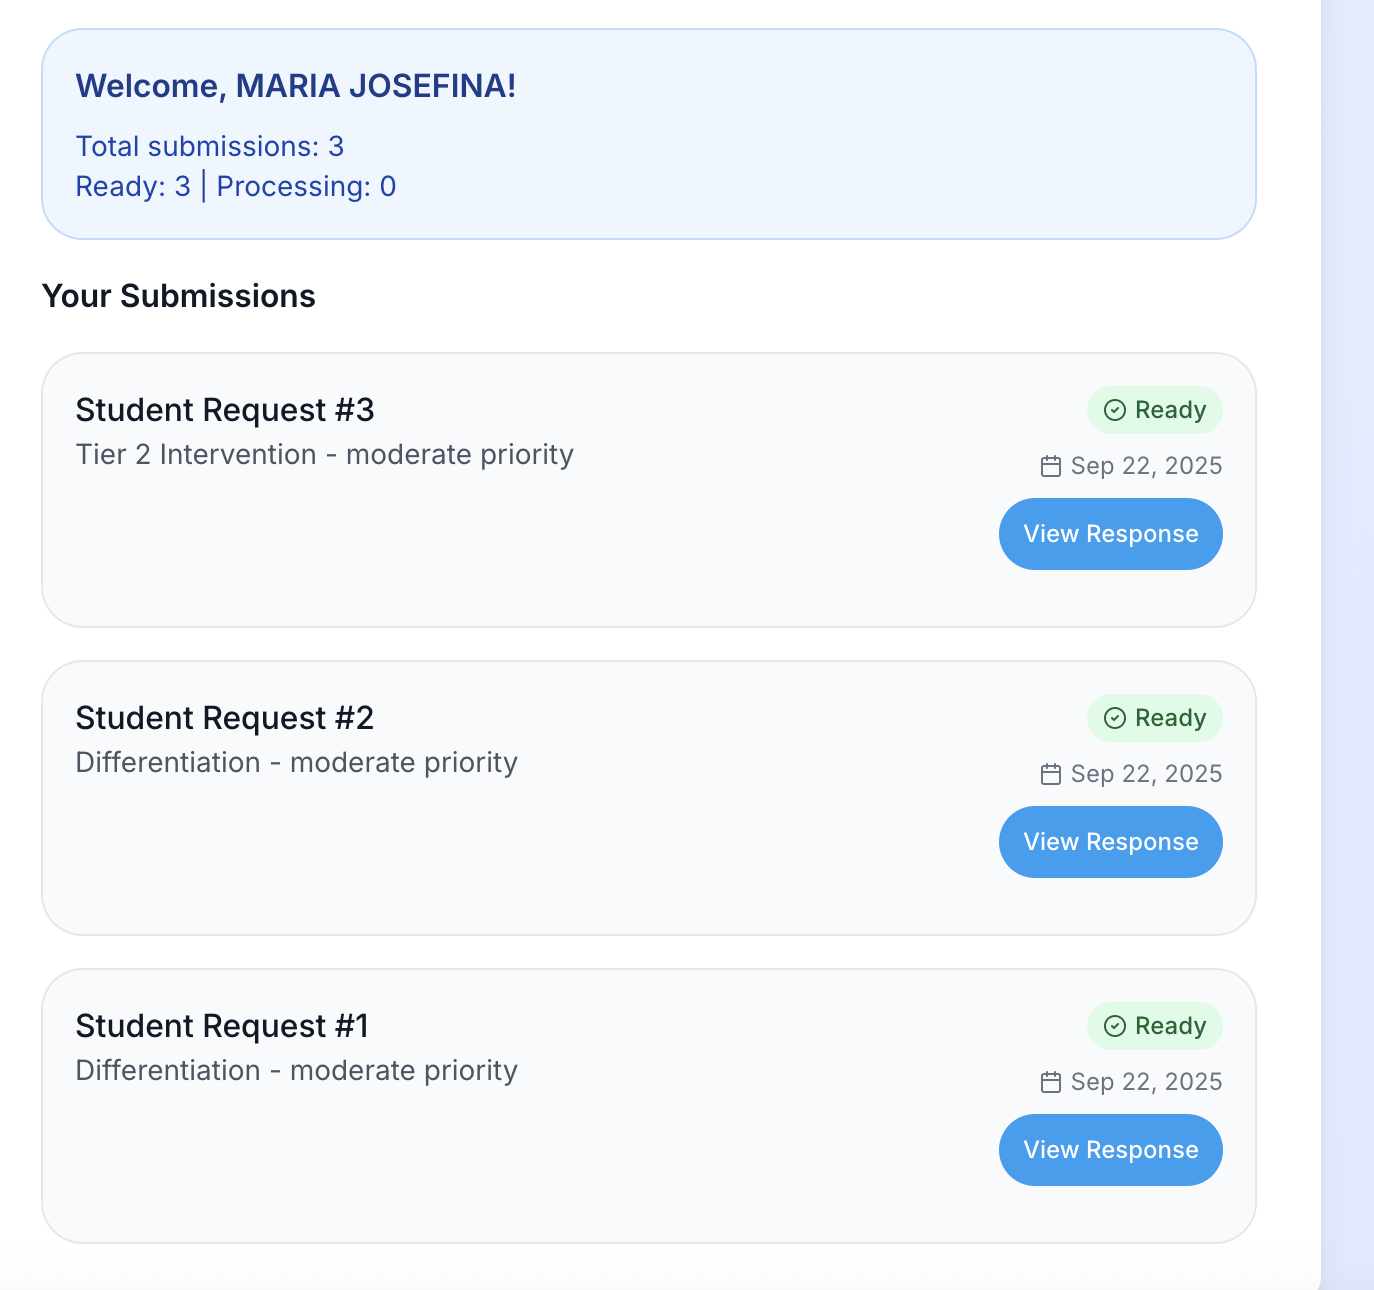 Welcome, MARIA JOSEFINA!
Total submissions: 3
Ready: 3 | Processing: 0
Your Submissions
Student Request #3
Ready
Tier 2 Intervention - moderate priority
Sep 22, 2025
View Response
Student Request #2
Ready
Differentiation - moderate priority
Sep 22, 2025
View Response
Student Request #1
Ready
Differentiation - moderate priority
Sep 22, 2025
View Response